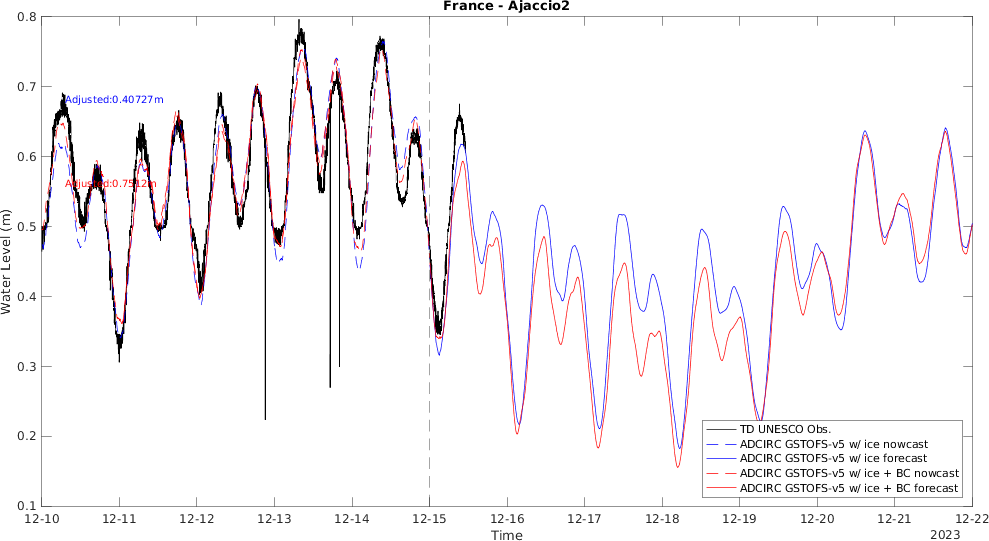 France - Ajaccio2
0.8
0.7
0.6
0.5
0.4
0.3
0.2
0.1
Water Level (m)
Adjusted:0.40727m
Adjusted:0.7512m
TD UNESCO Obs.
ADCIRC GSTOFS-v5 w/ ice nowcast
ADCIRC GSTOFS-v5 w/ ice forecast
ADCIRC GSTOFS-v5 w/ ice + BC nowcast
ADCIRC GSTOFS-v5 w/ ice + BC forecast
12-10 12-11 12-12 12-13 12-14 12-15 12-16 12-17 12-18 12-19 12-20 12-21 12-22
Time
2023